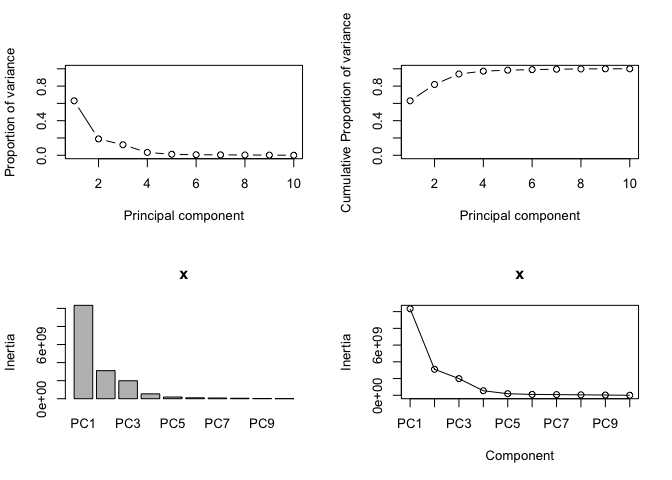 Proportion of variance
0.0 0.4 0.8
2 4 6 8 10
Principal component
Cumulative Proportion of variance
0.0 0.4 0.8
2 4 6 8 10
Principal component
x
Inertia
0e+00 6e+09
PC1 PC3 PC5 PC7 PC9
x
Inertia
0e+00 6e+09
PC1 PC3 PC5 PC7 PC9
Component